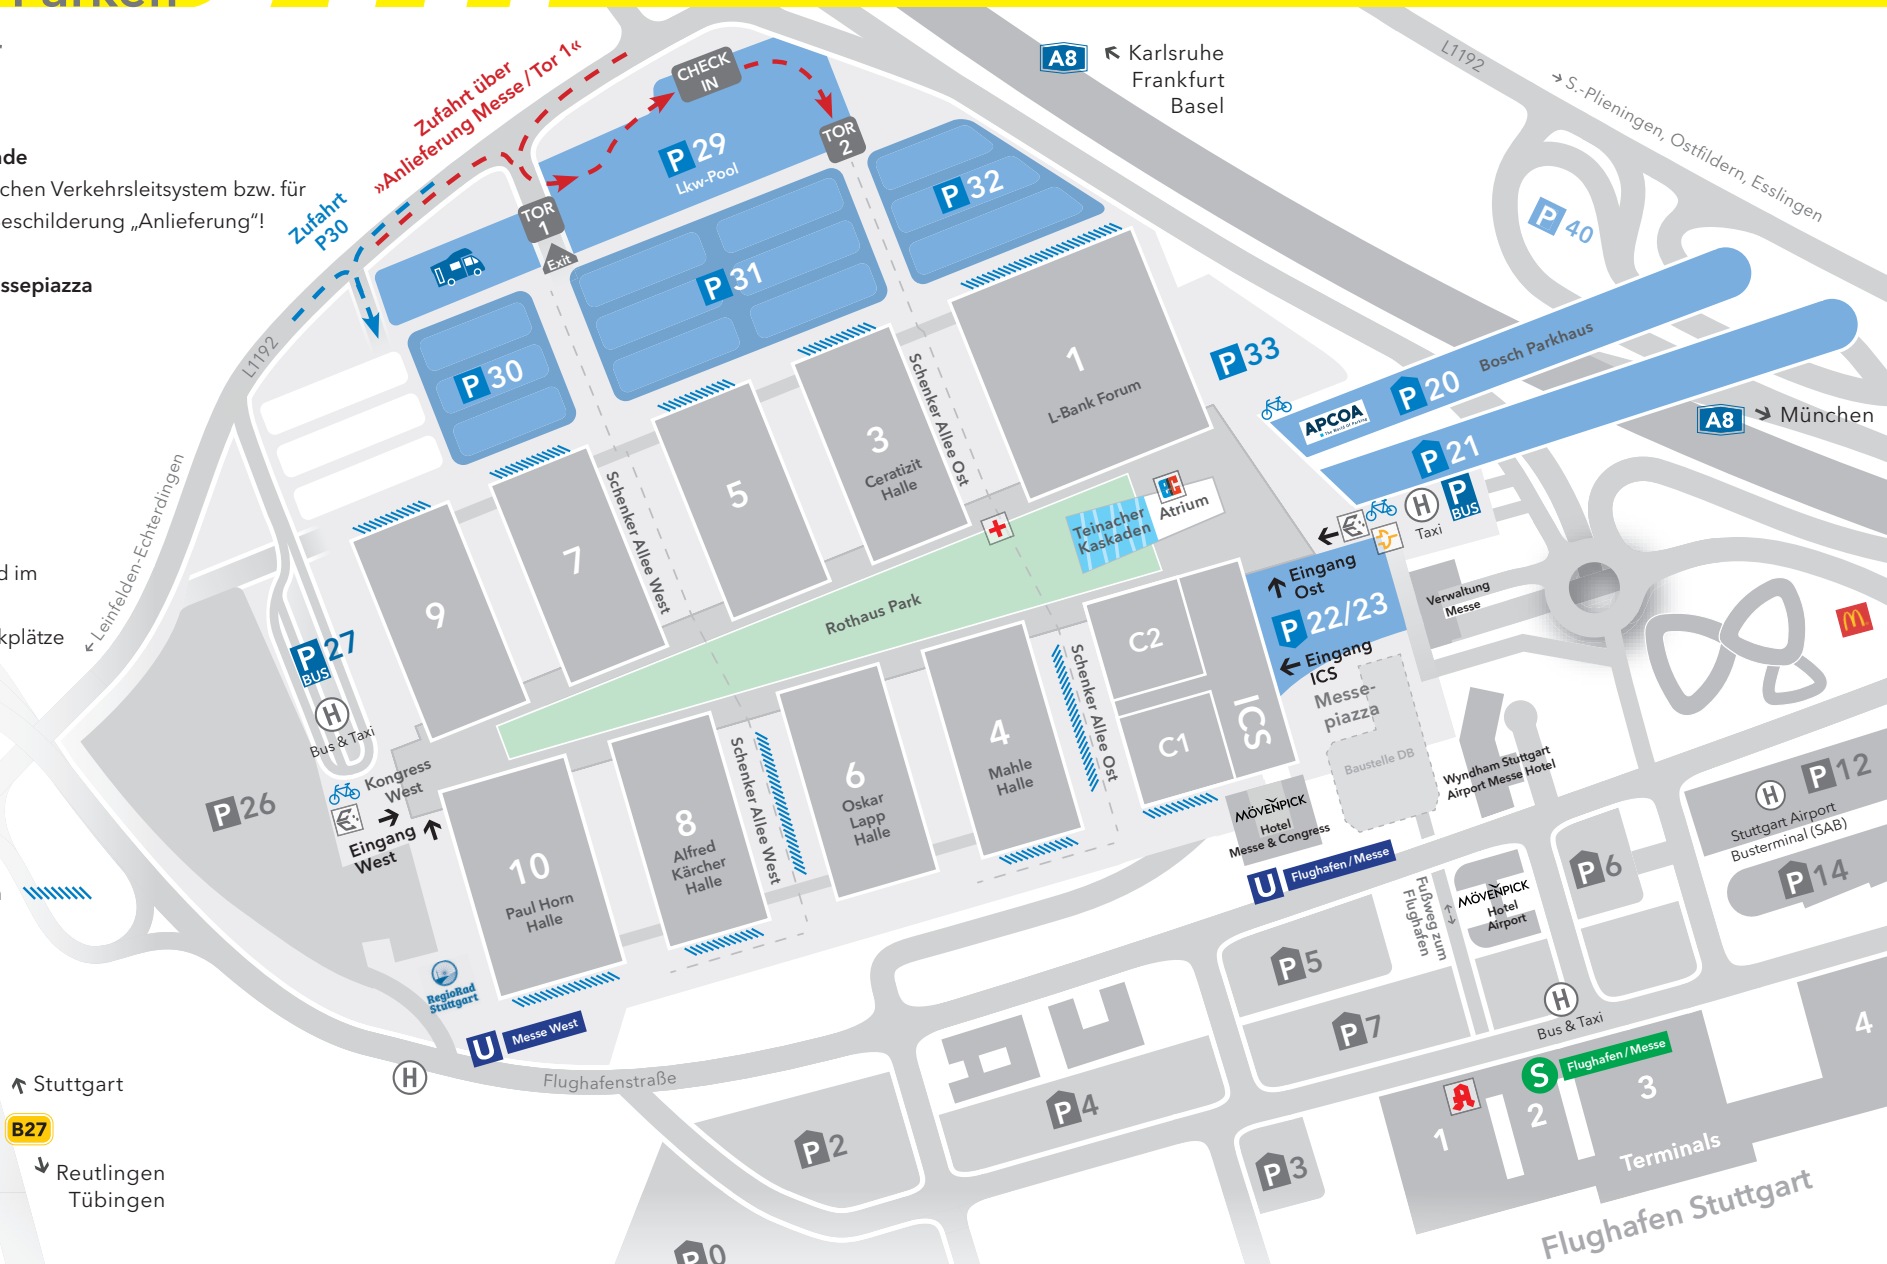 Parken
nde
chen Verkehrsleitsystem bzw. für
eschilderung „Anlieferung“!
ssepiazza
d im
kplätze
Stuttgart
B27
Reutlingen
Tübingen
Zufahrt über
»Anlieferung Messe / Tor 1«
Zufahrt
P30
L1192
Leinfelden-Echterdingen
CHECK
IN
TOR
1
Exit
TOR
2
P 29
Lkw-Pool
P 32
P 31
P 30
A8
Karlsruhe
Frankfurt
Basel
L1192
S.-Plieningen, Ostfildern, Esslingen
P 40
P 33
Bosch Parkhaus
P 20
APCOA
P 21
A8
München
1
L-Bank Forum
3
Ceratizit
Halle
5
7
9
Schenker Allee Ost
Schenker Allee West
Teinacher
Kaskaden
EC
Atrium
Rothaus Park
H
Taxi
P
BUS
Eingang
Ost
P 22/23
Eingang
ICS
Messe-
piazza
Baustelle DB
Verwaltung
Messe
Wyndham Stuttgart
Airport Messe Hotel
C2
C1
ICS
Schenker Allee Ost
4
Mahle
Halle
6
Oskar
Lapp
Halle
Schenker Allee West
8
Alfred
Kärcher
Halle
10
Paul Horn
Halle
P 27
BUS
H
Bus & Taxi
Kongress
West
Eingang
West
P 26
RegioRad
Stuttgart
U Messe West
H
Flughafenstraße
MÖVENPICK
Hotel
Messe & Congress
U Flughafen / Messe
Fußweg zum
Flughafen
MÖVENPICK
Hotel
Airport
P 6
P 12
H
Stuttgart Airport
Busterminal (SAB)
P 14
P 5
P 7
H
Bus & Taxi
S Flughafen / Messe
P 4
P 2
P 3
P 0
1
2
3
4
Terminals
Flughafen Stuttgart